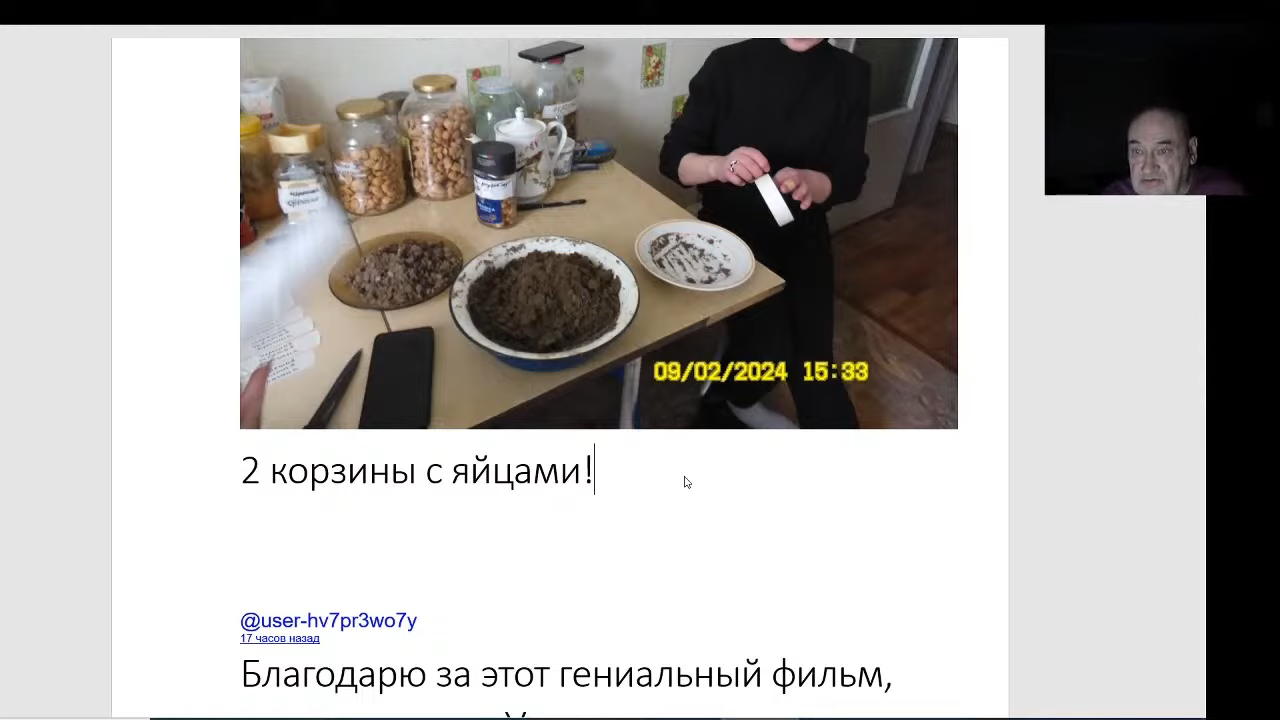 09/02/2024 15:33
2 корзины с яйцами!
@user-hv7pr3wo7y
17 часов назад
Благодарю за этот гениальный фильм,